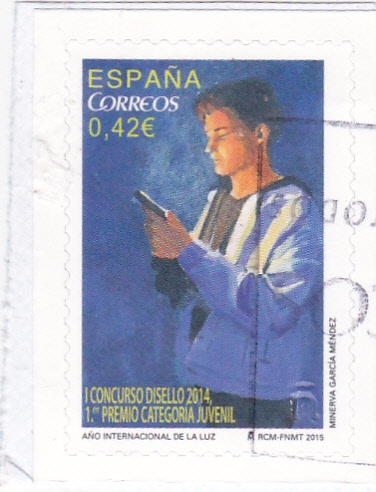 ESPAÑA
CORREOS
0,42€
I CONCURSO DISELLO 2014,
1.er PREMIO CATEGORÍA JUVENIL
AÑO INTERNACIONAL DE LA LUZ
RCM-FNMT 2015
MINERVA GARCÍA MÉNDEZ